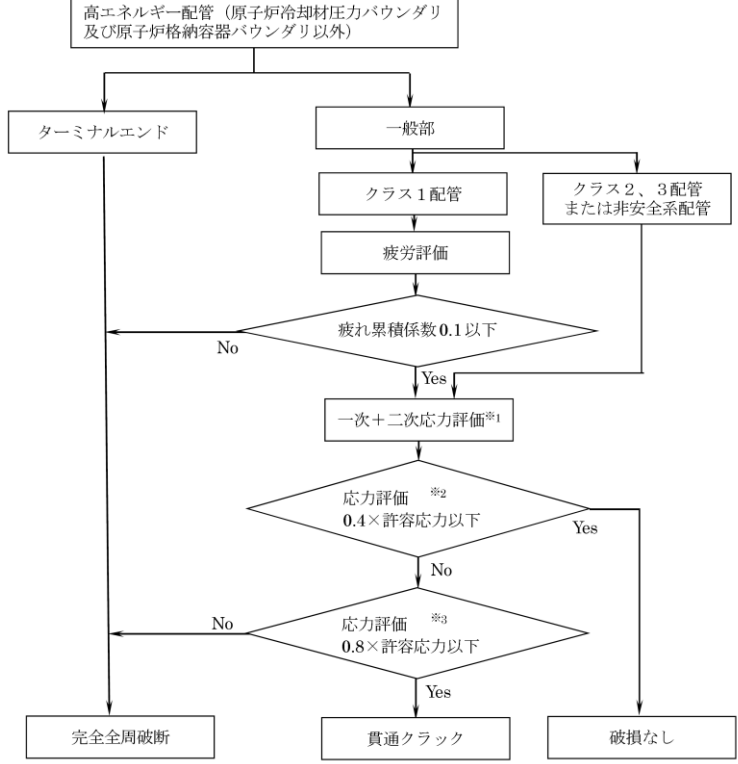 高エネルギー配管（原子炉冷却材圧力バウンダリ
及び原子炉格納容器バウンダリ以外）
ターミナルエンド
一般部
クラス１配管
クラス２、３配管
または非安全系配管
疲労評価
疲れ累積係数0.1以下
No
Yes
一次＋二次応力評価※1
応力評価 ※2
0.4×許容応力以下
Yes
No
応力評価 ※3
0.8×許容応力以下
No
Yes
完全全周破断
貫通クラック
破損なし